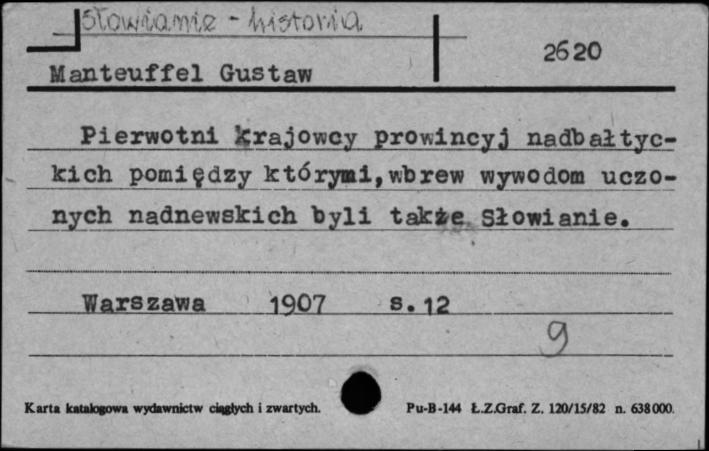 Słowianie - historia
2620
Manteuffel Gustaw
Pierwotni krajowcy prowincyj nadbałtyc-
kich pomiędzy którymi,wbrew wywodom uczo-
nych nadnewskich byli także Słowianie.
Warszawa 1907 s.12
9
Karta katalogowa wydawnictw ciągłych i zwartych. Pu-B-144 Ł.Z.Graf. Z. 120/15/82 n. 638000.